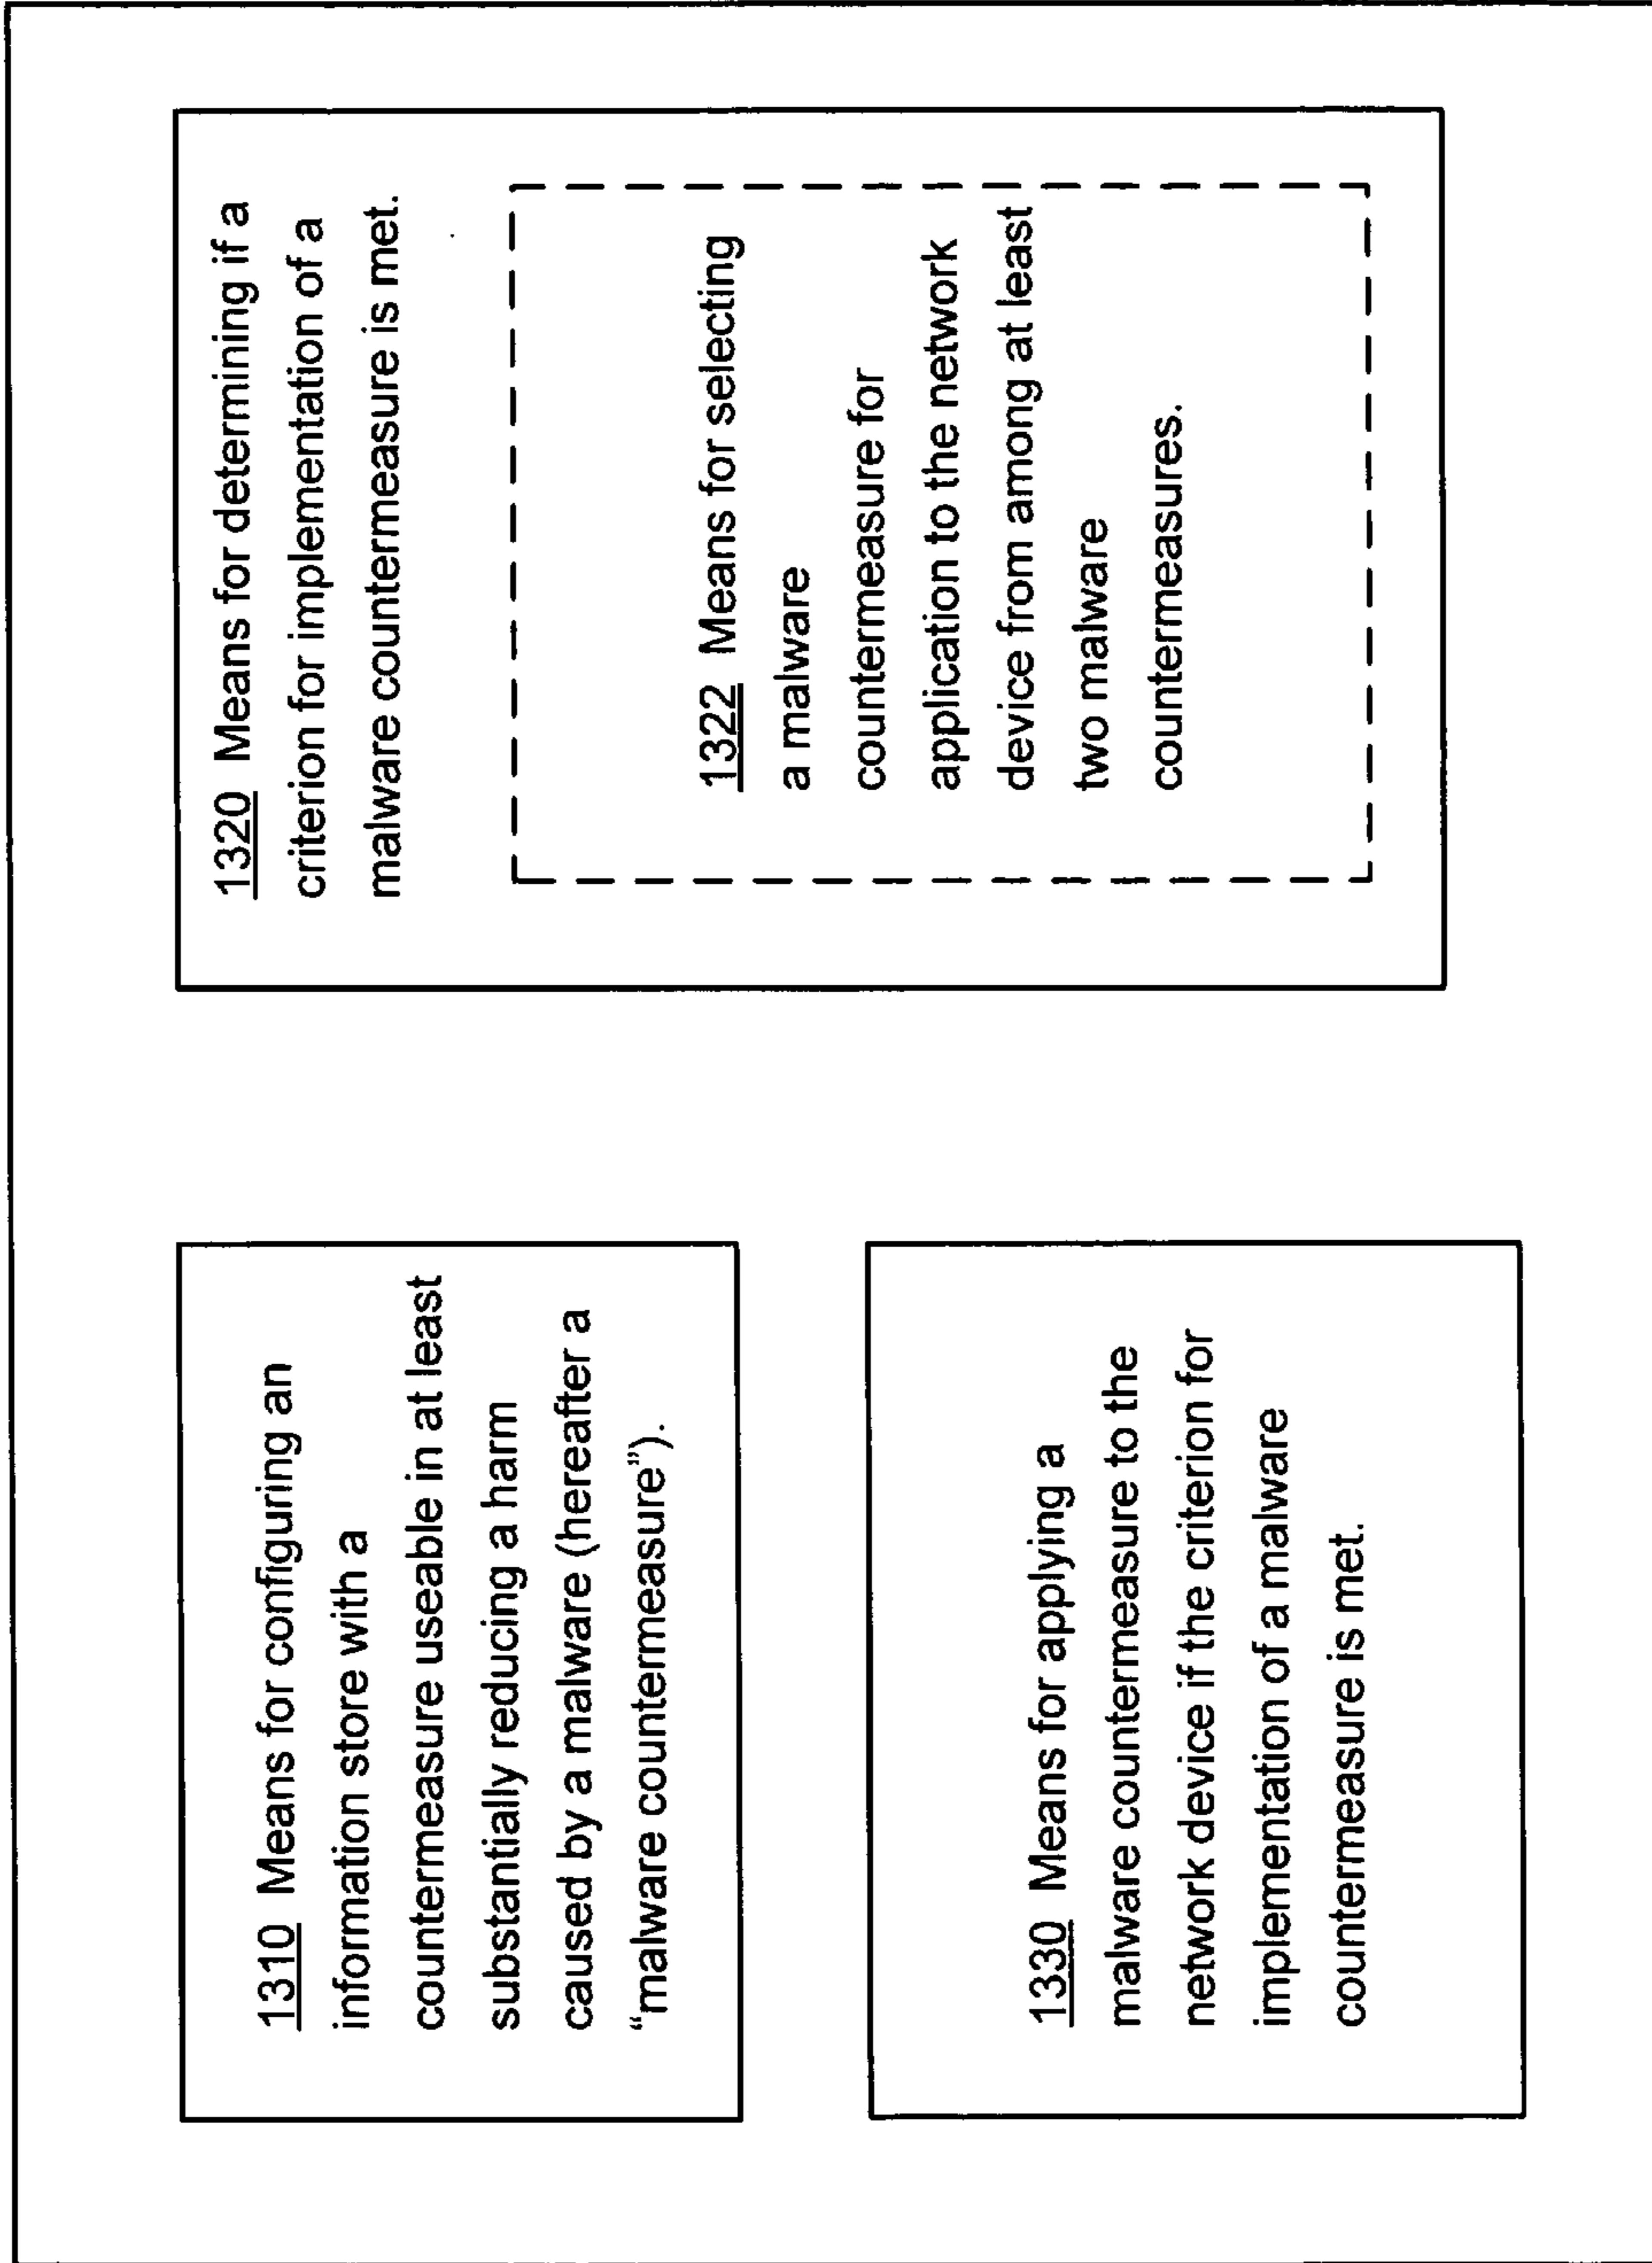 1310 Means for configuring an
information store with a
countermeasure useable in at least
substantially reducing a harm
caused by a malware (hereafter a
“malware countermeasure”).
1320 Means for determining if a
criterion for implementation of a
malware countermeasure is met.
1322 Means for selecting
a malware
countermeasure for
application to the network
device from among at least
two malware
countermeasures.
1330 Means for applying a
malware countermeasure to the
network device if the criterion for
implementation of a malware
countermeasure is met.